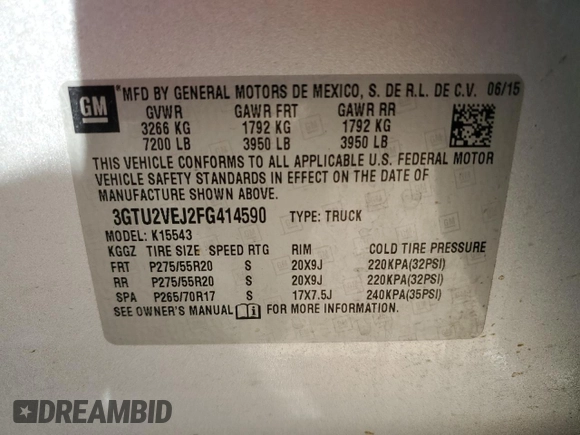 GM
*MFD BY GENERAL MOTORS DE MEXICO, S. DE R.L. DE C.V. 06/15
GVWR GAWR FRT GAWR RR
3266 KG 1792 KG 1792 KG
7200 LB 3950 LB 3950 LB
THIS VEHICLE CONFORMS TO ALL APPLICABLE U.S. FEDERAL MOTOR
VEHICLE SAFETY STANDARDS IN EFFECT ON THE DATE OF
MANUFACTURE SHOWN ABOVE.
3GTU2VEJ2FG414590 TYPE: TRUCK
MODEL: K15543
KGGZ TIRE SIZE SPEED RTG RIM COLD TIRE PRESSURE
FRT P275/55R20 S 20X9J 220KPA(32PSI)
RR P275/55R20 S 20X9J 220KPA(32PSI)
SPA P265/70R17 S 17X7.5J 240KPA(35PSI)
SEE OWNER'S MANUAL FOR MORE INFORMATION.
DREAMBID